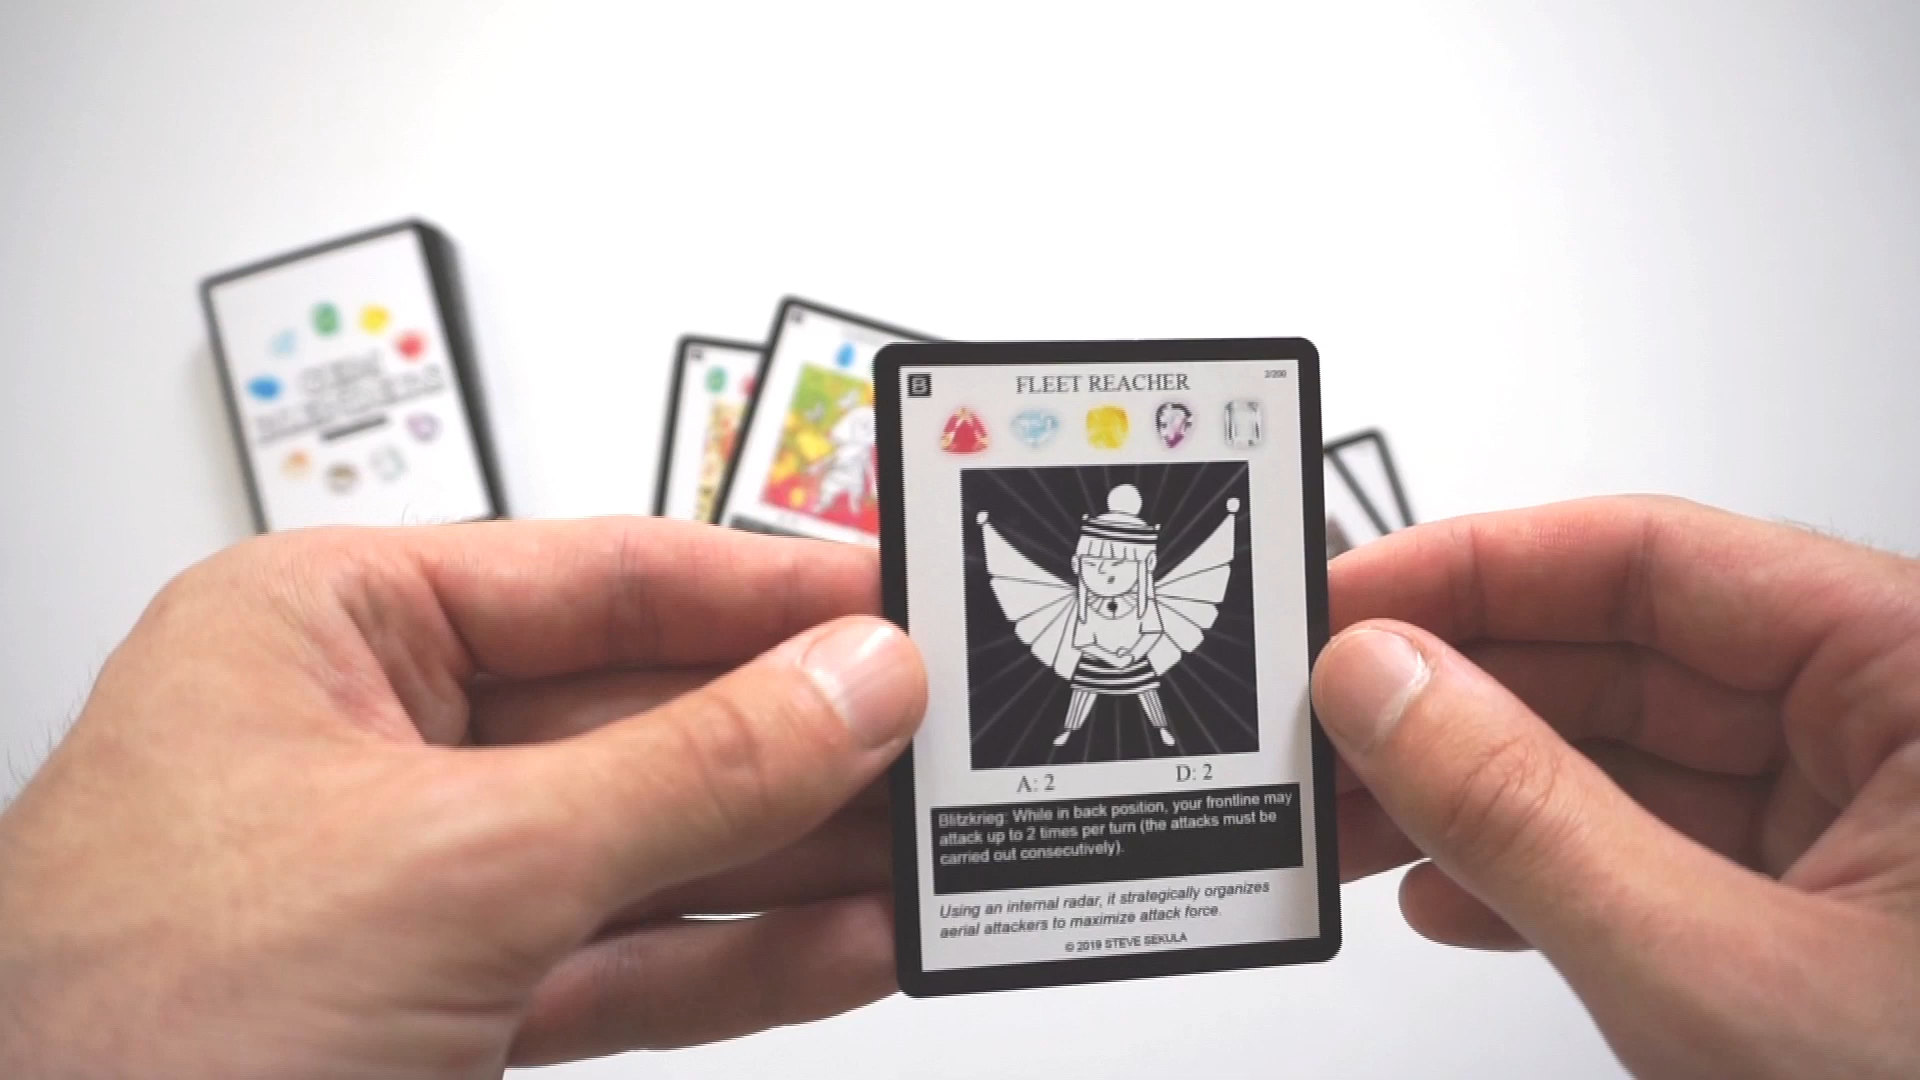 B
FLEET REACHER
2/200
A: 2
D: 2
Blitzkrieg: While in back position, your frontline may
attack up to 2 times per turn (the attacks must be
carried out consecutively).
Using an internal radar, it strategically organizes
aerial attackers to maximize attack force.
© 2019 STEVE SEKULA